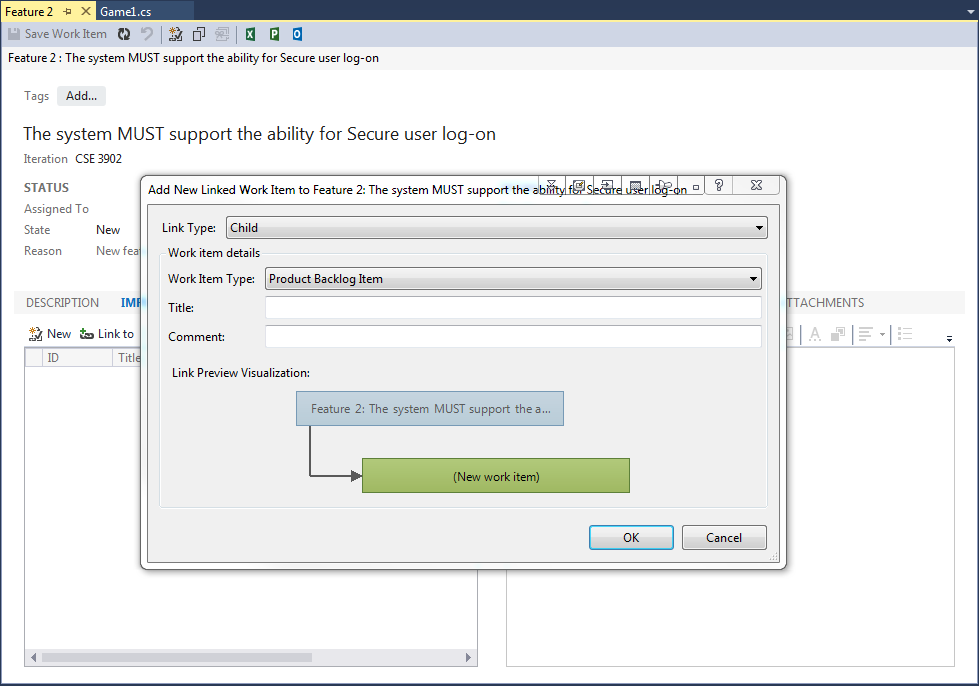 Feature 2
Game1.cs
Save Work Item
Feature 2 : The system MUST support the ability for Secure user log-on
Tags Add...
The system MUST support the ability for Secure user log-on
Iteration CSE 3902
STATUS
Assigned To
State New
Reason New fea
Add New Linked Work Item to Feature 2: The system MUST support the ability for Secure user log-on
Link Type: Child
Work item details
Work Item Type: Product Backlog Item
Title:
Comment:
Link Preview Visualization:
Feature 2: The system MUST support the a...
(New work item)
OK Cancel
DESCRIPTION IMP TTACHMENTS
New Link to
ID Title